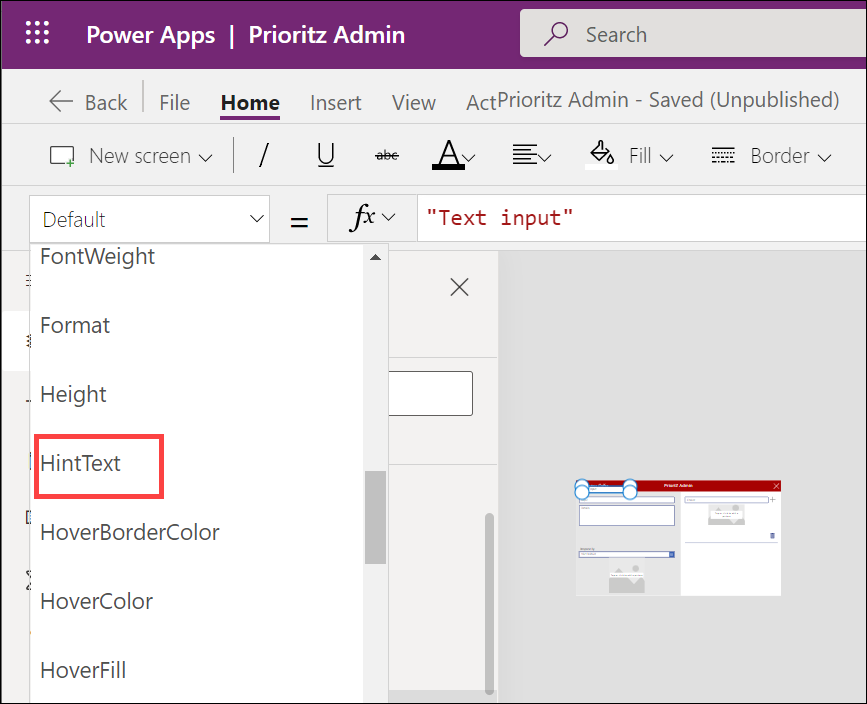 Power Apps | Prioritz Admin
Search
Back File Home Insert View Act Prioritz Admin - Saved (Unpublished)
New screen / U abc A Fill Border
Default = fx "Text input"
FontWeight
Format
Height
HintText
HoverBorderColor
HoverColor
HoverFill
Prioritz Admin